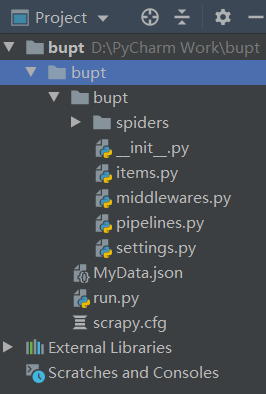 Project
bupt D:\PyCharm Work\bupt
bupt
bupt
spiders
__init__.py
items.py
middlewares.py
pipelines.py
settings.py
MyData.json
run.py
scrapy.cfg
External Libraries
Scratches and Consoles